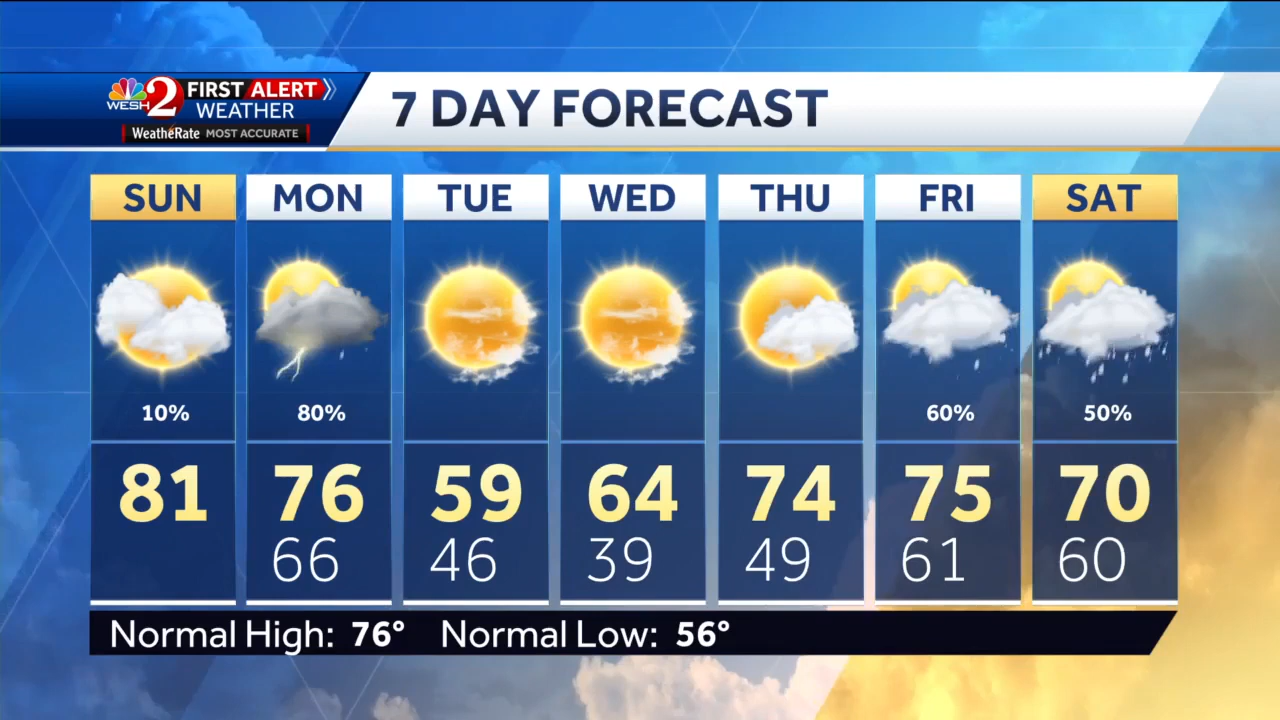 WESH 2 FIRST ALERT
WEATHER
WeatheRate MOST ACCURATE
7 DAY FORECAST
SUN MON TUE WED THU FRI SAT
10% 80% 60% 50%
81 76 59 64 74 75 70
66 46 39 49 61 60
Normal High: 76° Normal Low: 56°